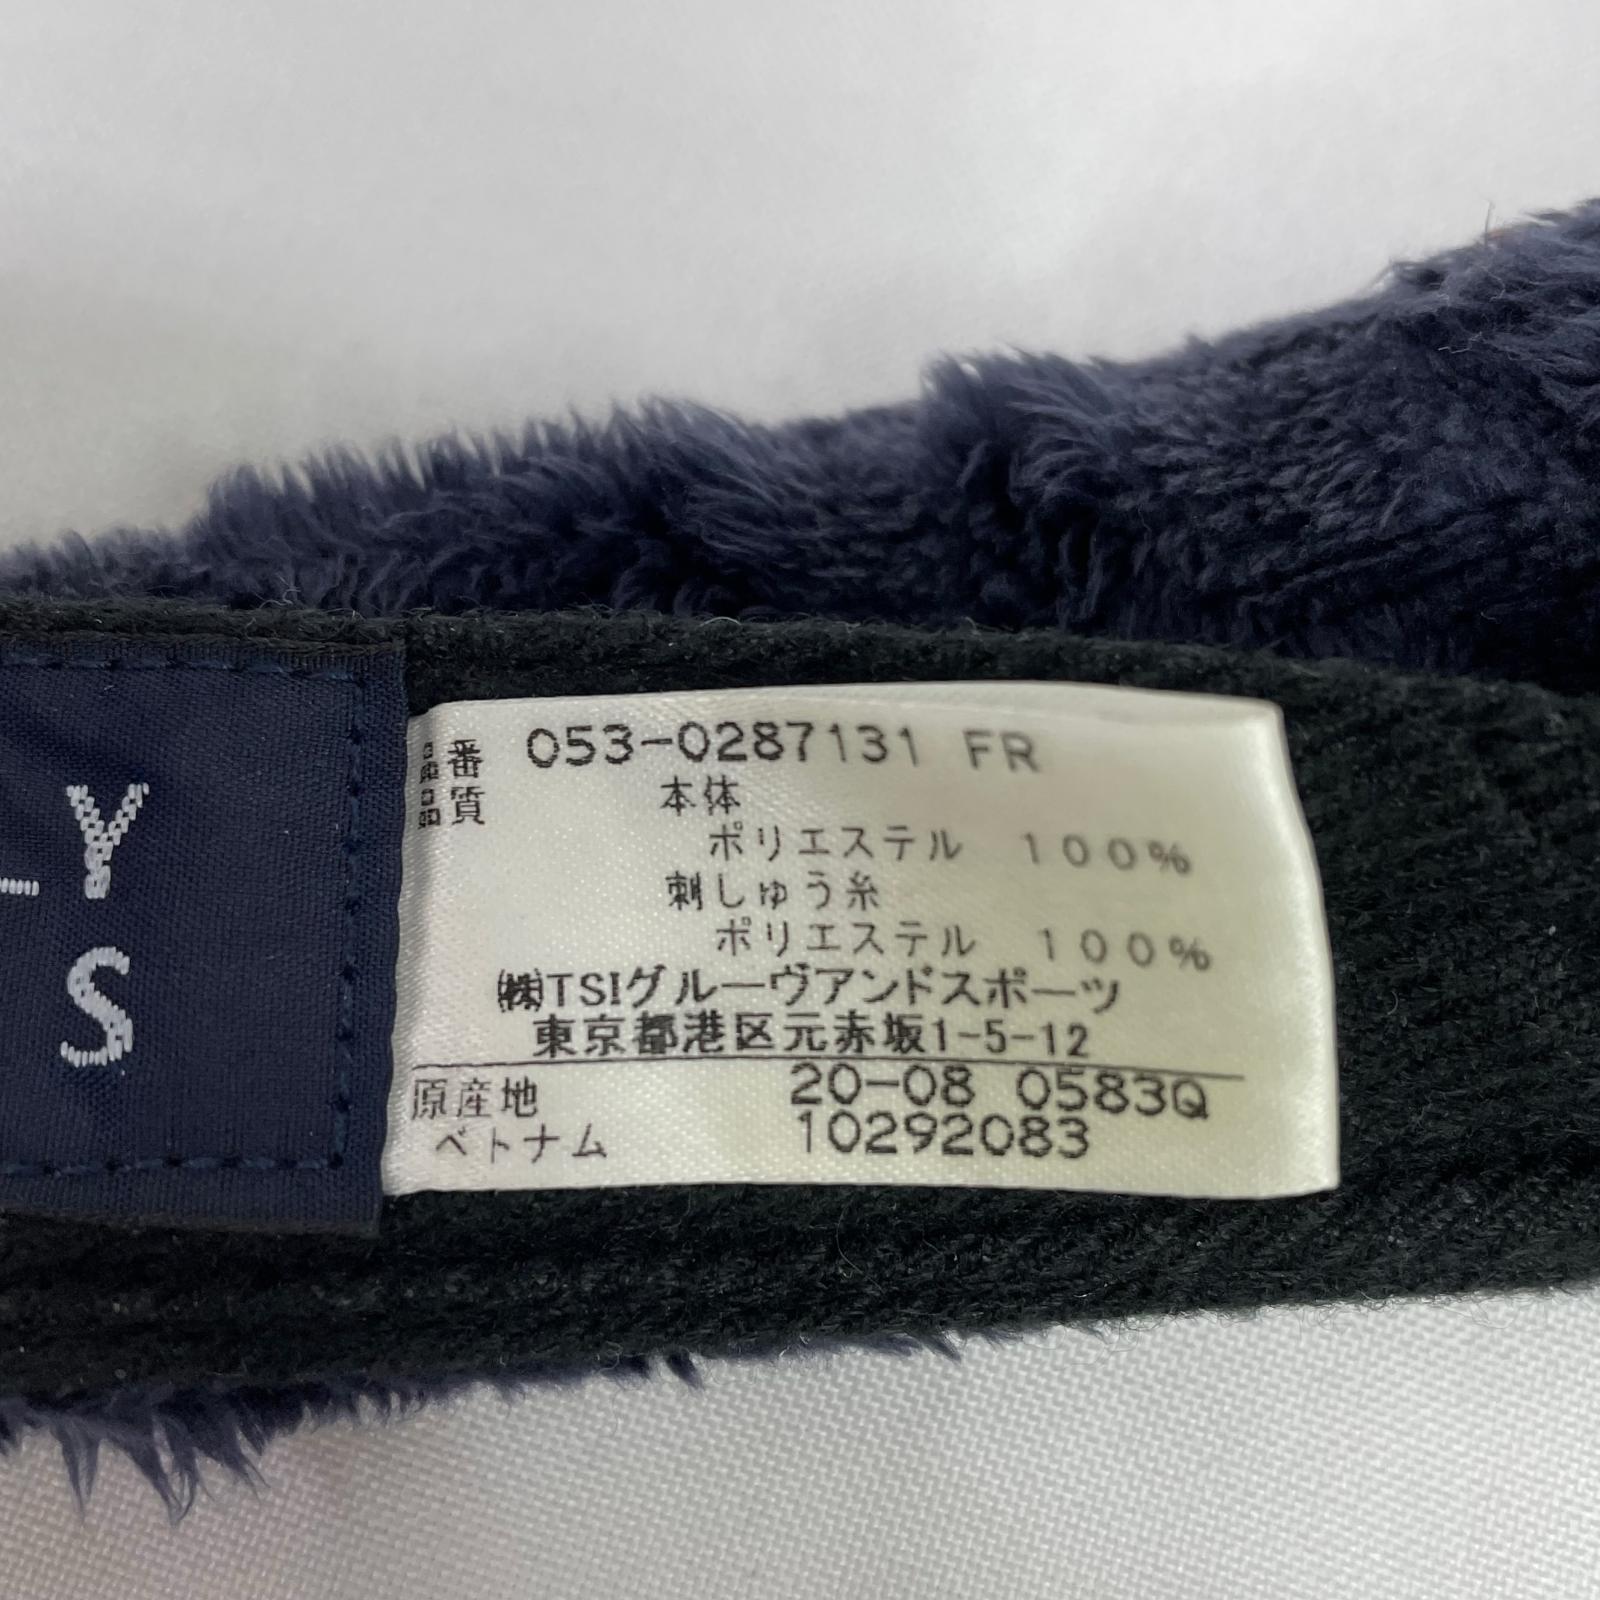 Y
S
品番 053-0287131 FR
品質 本体
ポリエステル 100%
刺しゅう糸
ポリエステル 100%
㈱TSIグルーヴアンドスポーツ
東京都港区元赤坂1-5-12
原産地 20-08 0583Q
ベトナム 10292083